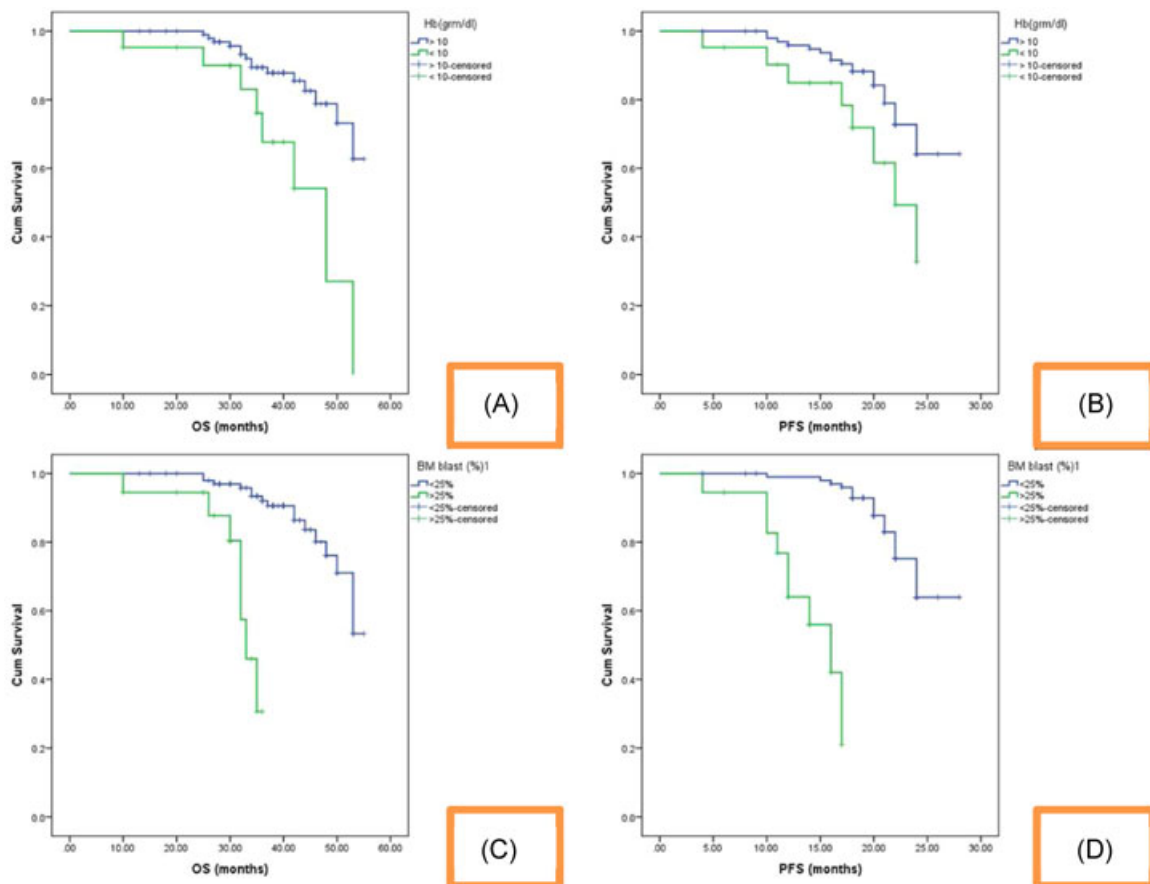 Hb(grm/dl)
> 10
< 10
> 10-censored
< 10-censored
1.0
0.8
0.6
0.4
0.2
0.0
Cum Survival
.00 10.00 20.00 30.00 40.00 50.00 60.00
OS (months)
(A)
Hb(grm/dl)
> 10
< 10
> 10-censored
< 10-censored
1.0
0.8
0.6
0.4
0.2
0.0
Cum Survival
.00 5.00 10.00 15.00 20.00 25.00 30.00
PFS (months)
(B)
BM blast (%)1
<25%
>25%
<25%-censored
>25%-censored
1.0
0.8
0.6
0.4
0.2
0.0
Cum Survival
.00 10.00 20.00 30.00 40.00 50.00 60.00
OS (months)
(C)
BM blast (%)1
<25%
>25%
<25%-censored
>25%-censored
1.0
0.8
0.6
0.4
0.2
0.0
Cum Survival
.00 5.00 10.00 15.00 20.00 25.00 30.00
PFS (months)
(D)